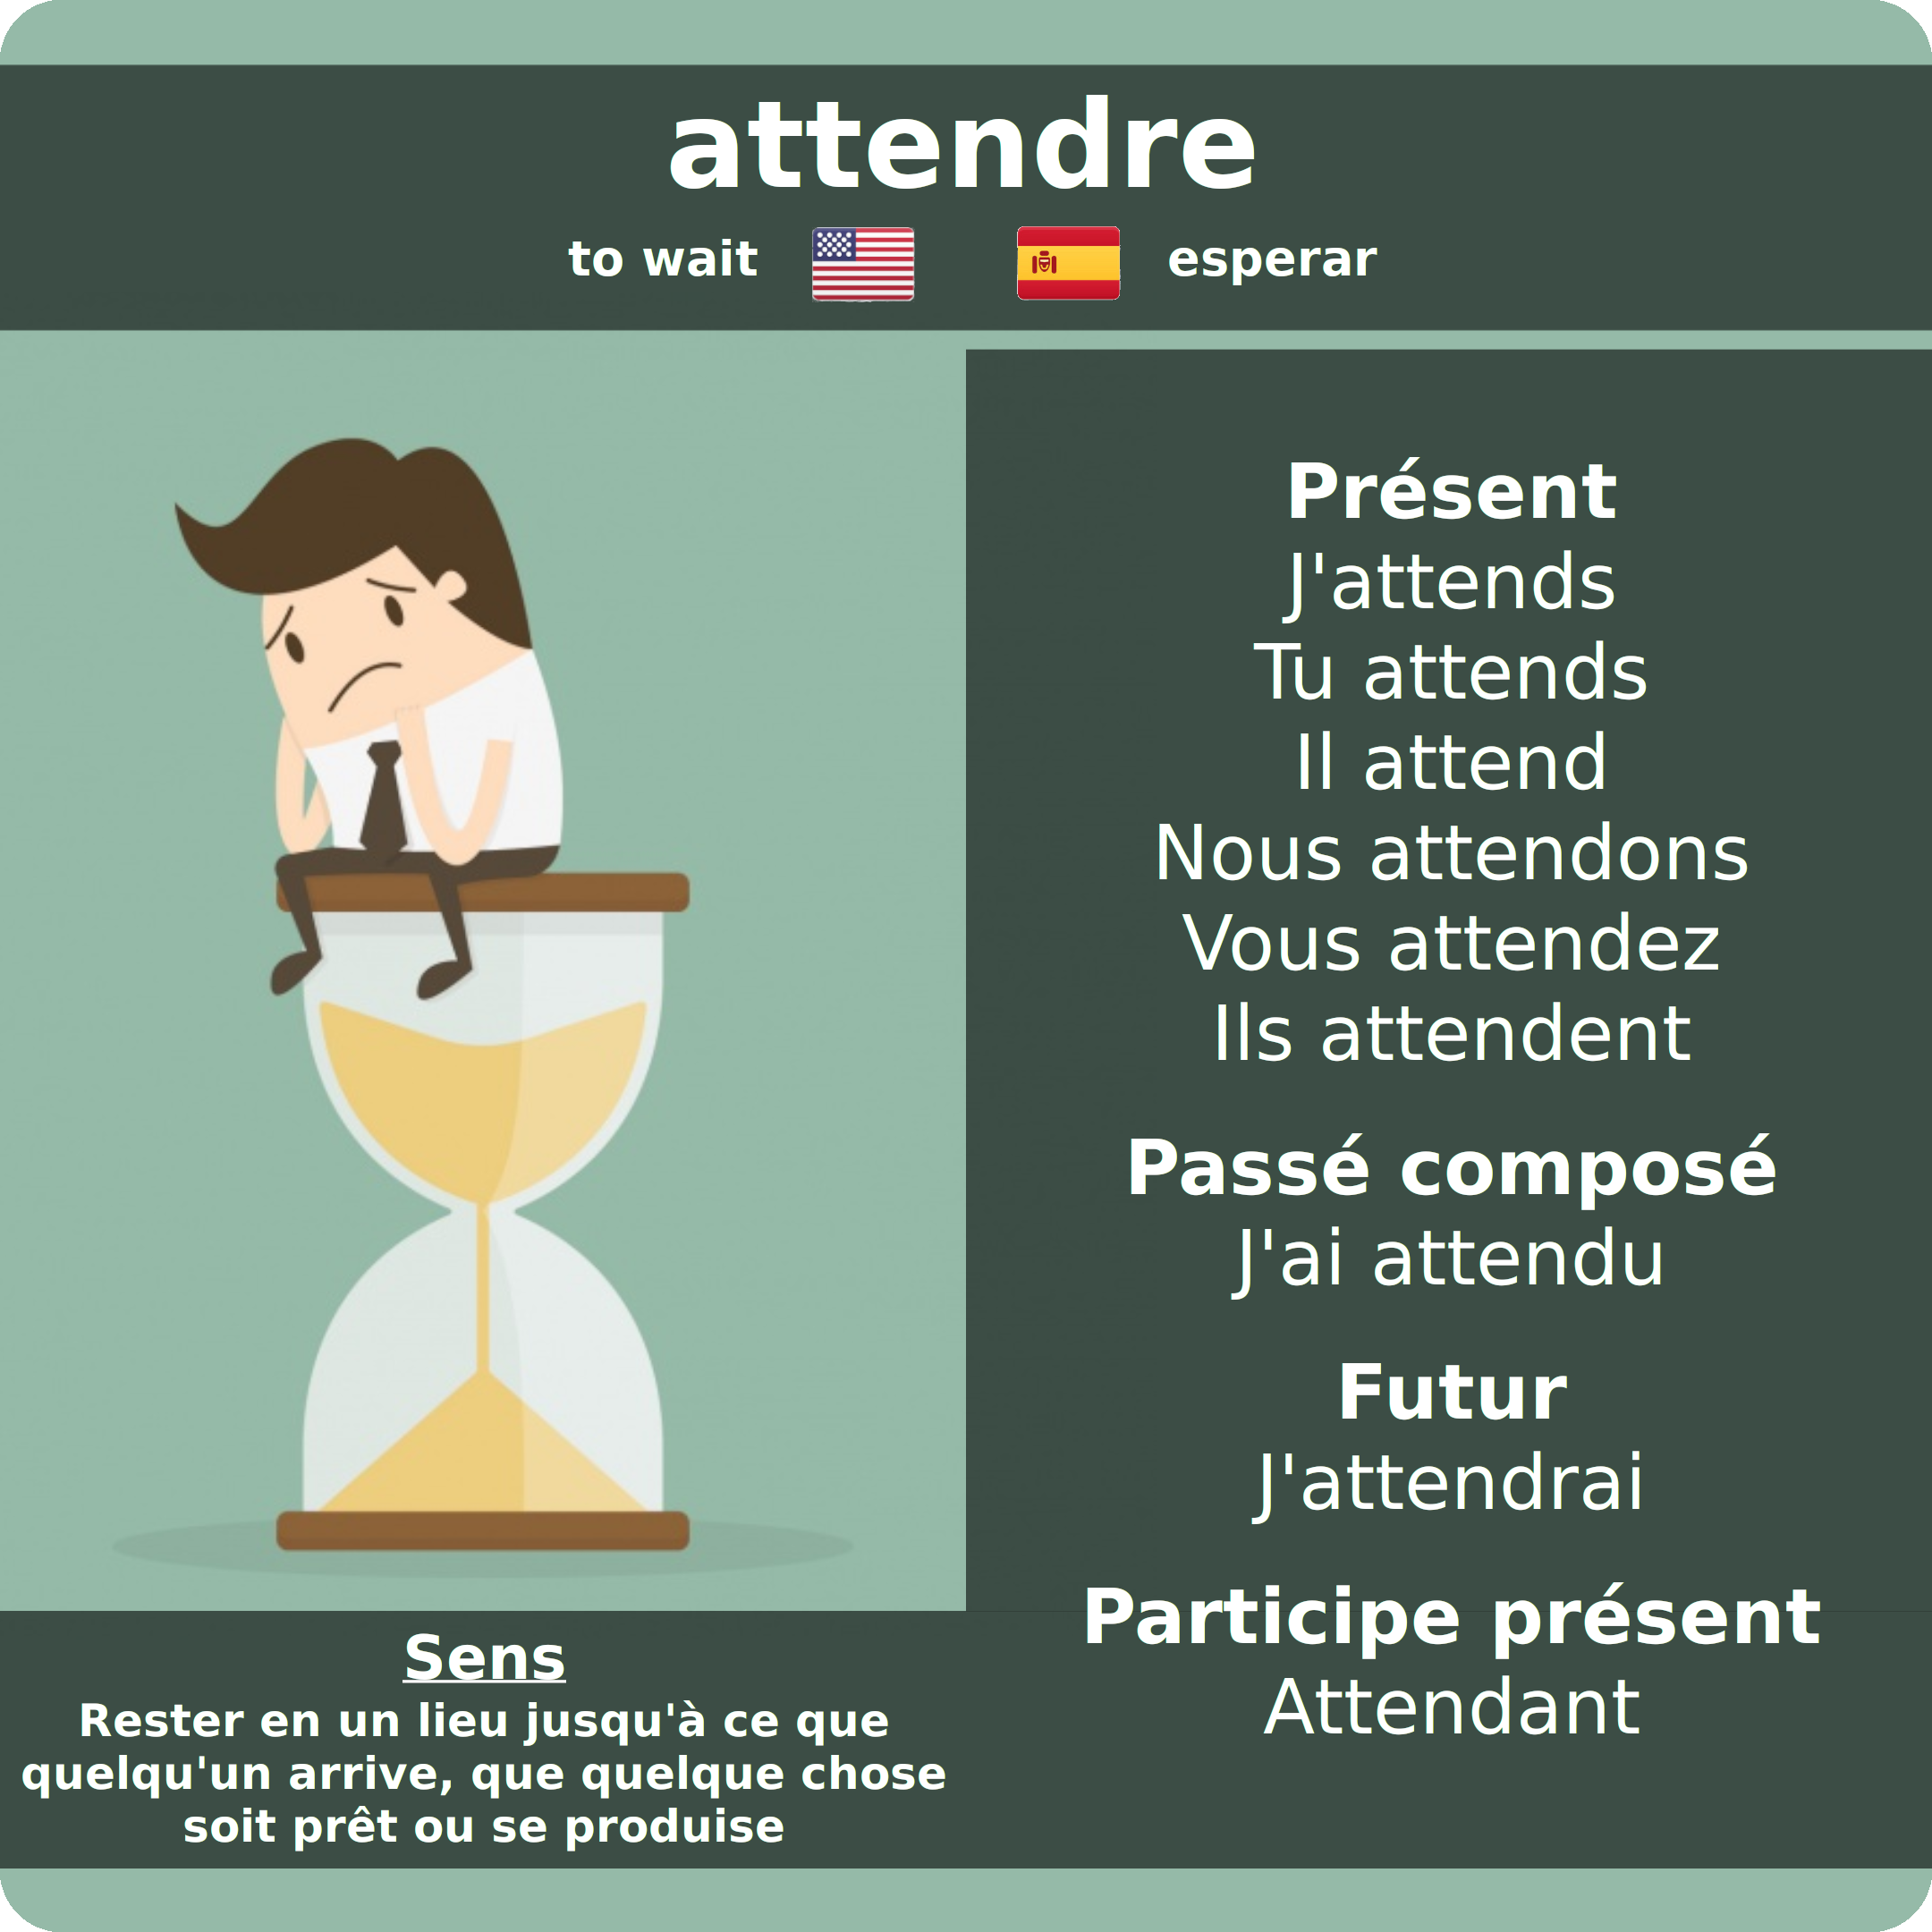 attendre
to wait
esperar
Présent
J'attends
Tu attends
Il attend
Nous attendons
Vous attendez
Ils attendent
Passé composé
J'ai attendu
Futur
J'attendrai
Participe présent
Attendant
Sens
Rester en un lieu jusqu'à ce que
quelqu'un arrive, que quelque chose
soit prêt ou se produise